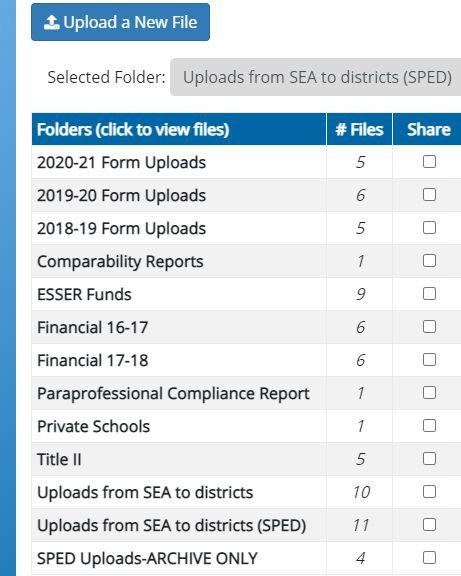 Upload a New File
Selected Folder: Uploads from SEA to districts (SPED)
Folders (click to view files) # Files Share
2020-21 Form Uploads 5
2019-20 Form Uploads 6
2018-19 Form Uploads 5
Comparability Reports 1
ESSER Funds 9
Financial 16-17 6
Financial 17-18 6
Paraprofessional Compliance Report 1
Private Schools 1
Title II 5
Uploads from SEA to districts 10
Uploads from SEA to districts (SPED) 11
SPED Uploads-ARCHIVE ONLY 4